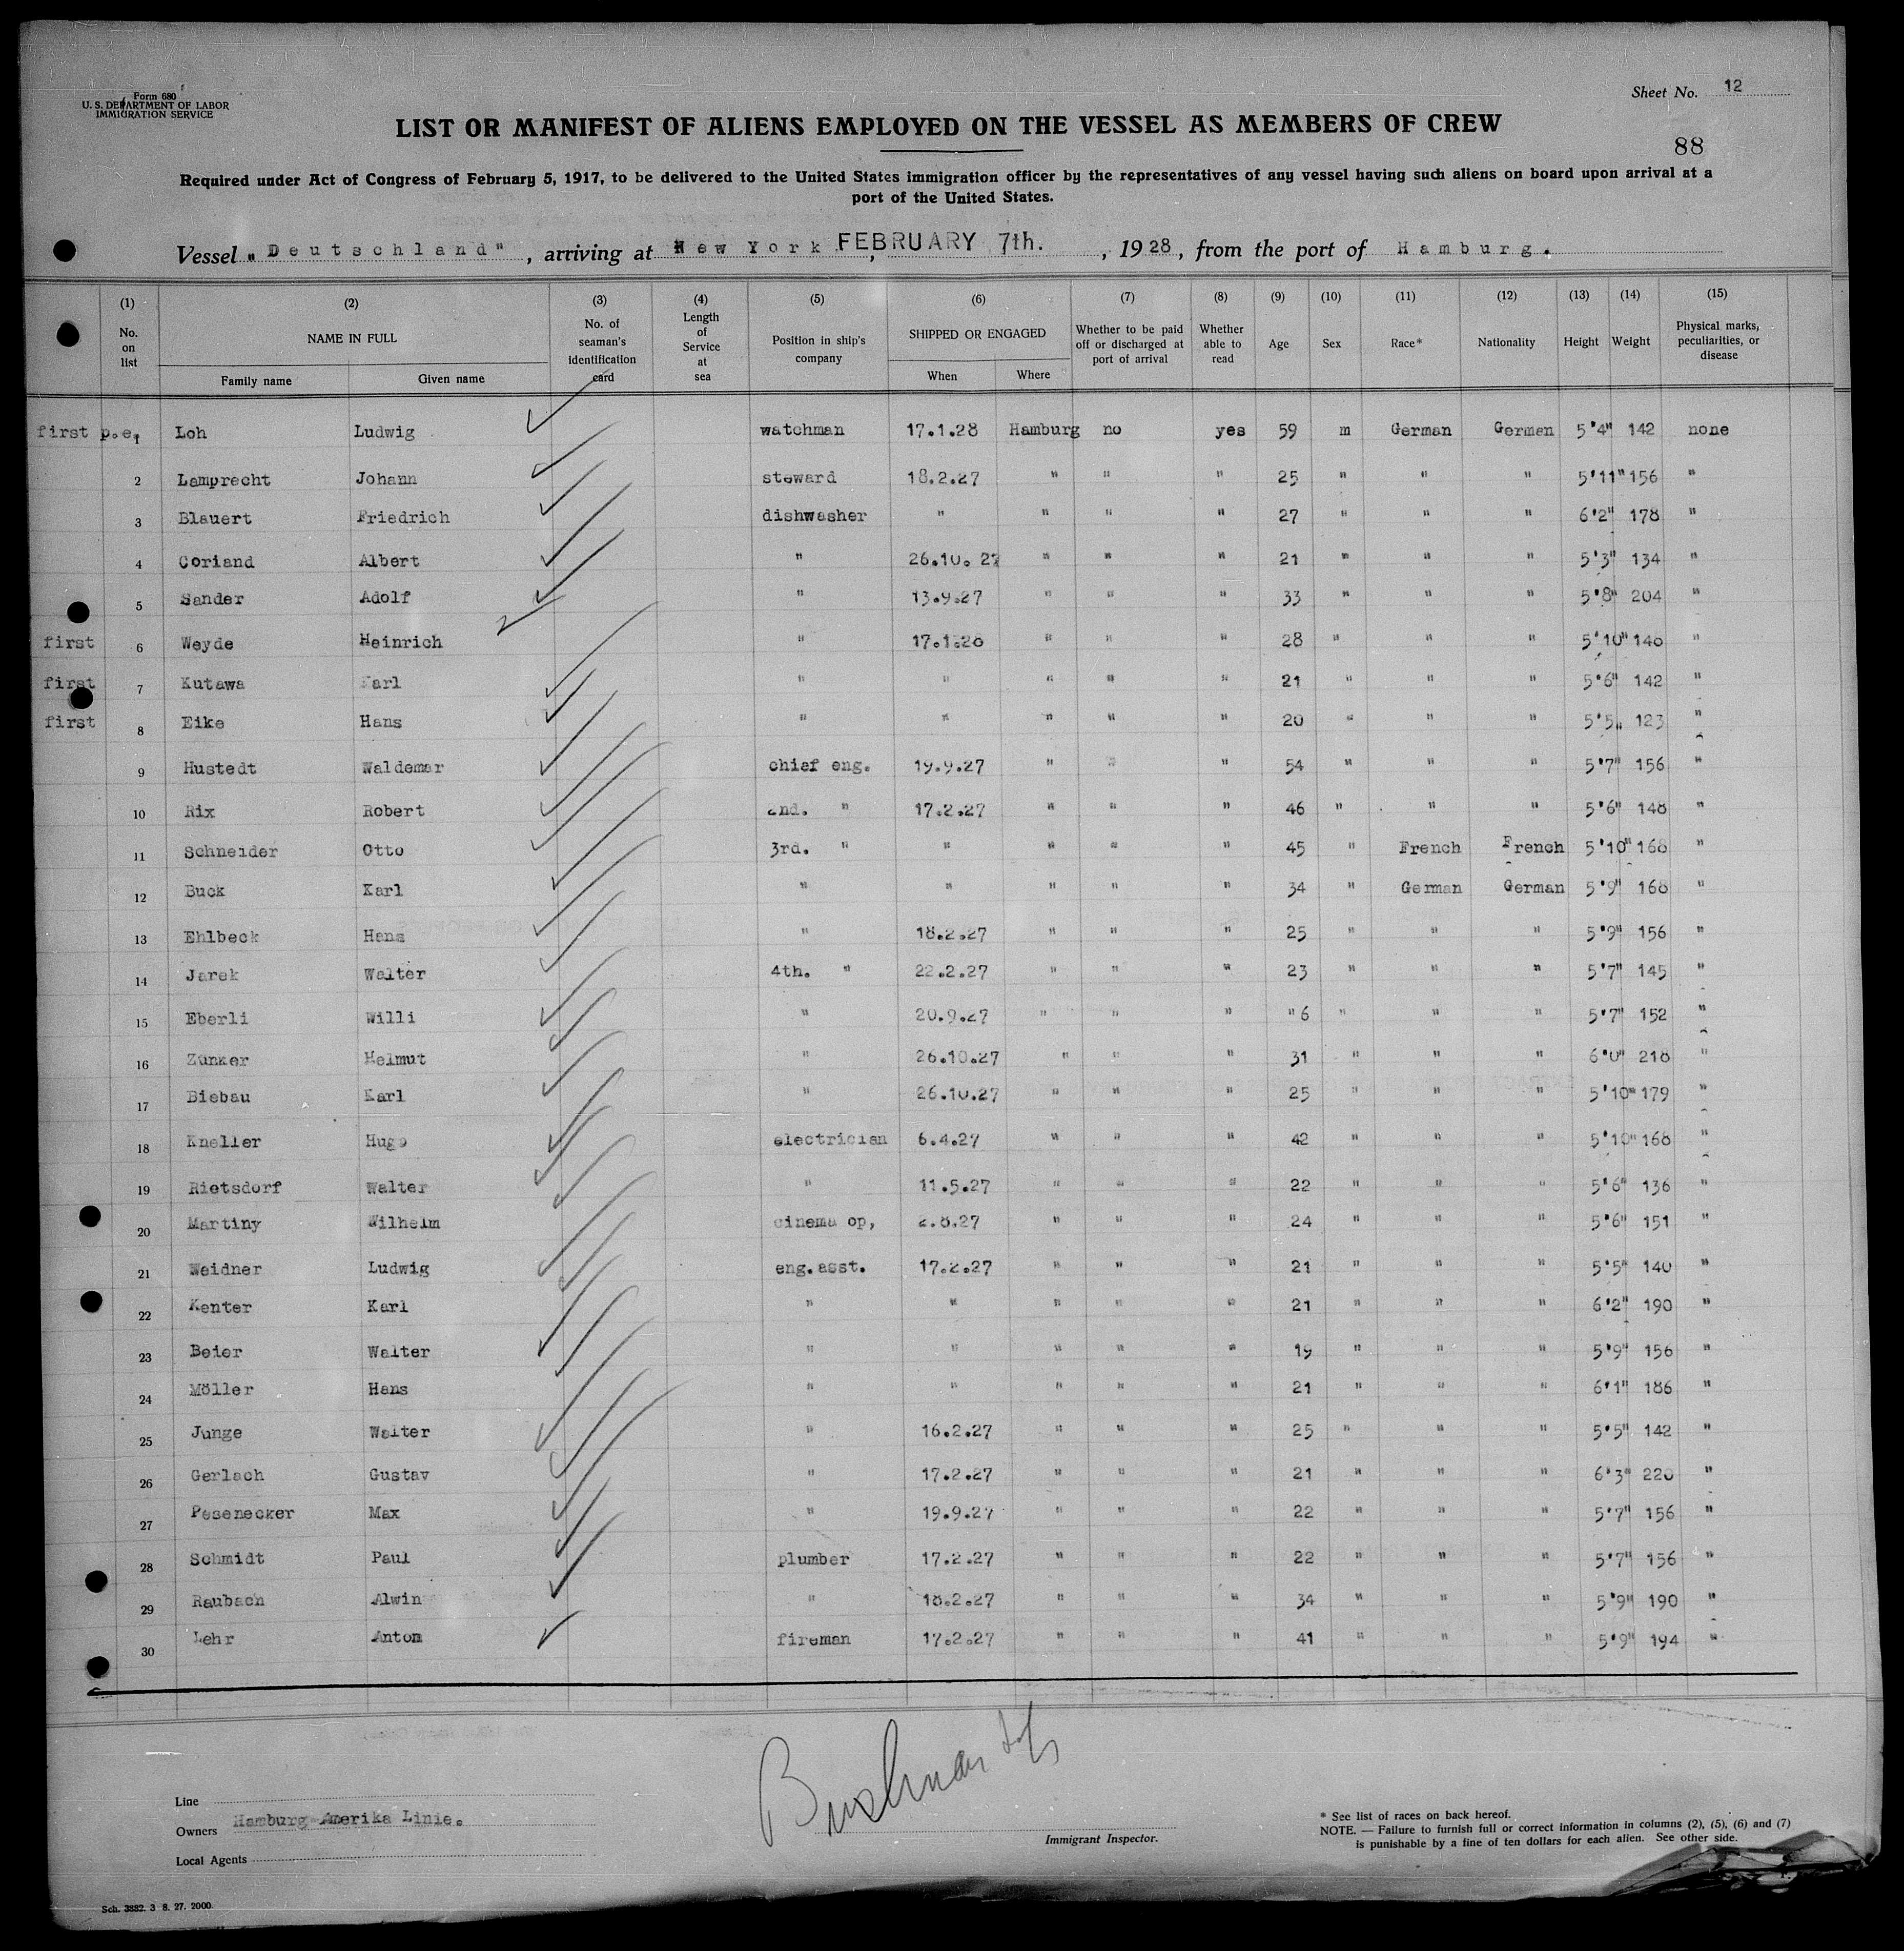 Form 680
U. S. DEPARTMENT OF LABOR
IMMIGRATION SERVICE
Sheet No. 12
LIST OR MANIFEST OF ALIENS EMPLOYED ON THE VESSEL AS MEMBERS OF CREW
88
Required under Act of Congress of February 5, 1917, to be delivered to the United States immigration officer by the representatives of any vessel having such aliens on board upon arrival at a
port of the United States.
Vessel "Deutschland", arriving at New York, FEBRUARY 7th., 1928, from the port of Hamburg.
(1) (2) (3) (4) (5) (6) (7) (8) (9) (10) (11) (12) (13) (14) (15)
No. on list NAME IN FULL Family name Given name No. of seaman's identification card Length of Service at sea Position in ship's company SHIPPED OR ENGAGED When Where Whether to be paid off or discharged at port of arrival Whether able to read Age Sex Race* Nationality Height Weight Physical marks, peculiarities, or disease
first p.e. 1 Loh Ludwig watchman 17.1.28 Hamburg no yes 59 m German German 5'4" 142 none
2 Lamprecht Johann steward 18.2.27 " " " 25 " " " 5'11" 156 "
3 Blauert Friedrich dishwasher " " " " 27 " " " 6'2" 178 "
4 Coriand Albert " 26.10.27 " " " 21 " " " 5'3" 134 "
5 Sander Adolf " 13.9.27 " " " 33 " " " 5'8" 204 "
first 6 Weyde Heinrich " 17.1.28 " " " 28 " " " 5'10" 148 "
first 7 Kutawa Karl " " " " " 21 " " " 5'6" 142 "
first 8 Eike Hans " " " " " 20 " " " 5'5" 123 "
9 Hustedt Waldemar chief eng. 19.9.27 " " " 54 " " " 5'7" 156 "
10 Rix Robert 2nd. " 17.2.27 " " " 46 " " " 5'6" 148 "
11 Schneider Otto 3rd. " " " " " 45 " French French 5'10" 168 "
12 Buck Karl " " " " " 34 " German German 5'9" 168 "
13 Ehlbeck Hans " 18.2.27 " " " 25 " " " 5'9" 156 "
14 Jarek Walter 4th. " 22.2.27 " " " 23 " " " 5'7" 145 "
15 Eberli Willi " 20.9.27 " " " "6 " " " 5'7" 152 "
16 Zunker Helmut " 26.10.27 " " " 31 " " " 6'0" 218 "
17 Biebau Karl " 26.10.27 " " " 25 " " " 5'10" 179 "
18 Kneller Hugo electrician 6.4.27 " " " 42 " " " 5'10" 168 "
19 Rietsdorf Walter " 11.5.27 " " " 22 " " " 5'6" 136 "
20 Martiny Wilhelm cinema op, 2.8.27 " " " 24 " " " 5'6" 151 "
21 Weidner Ludwig eng.asst. 17.2.27 " " " 21 " " " 5'5" 140 "
22 Kenter Karl " " " " " 21 " " " 6'2" 190 "
23 Beier Walter " " " " " 19 " " " 5'9" 156 "
24 Möller Hans " " " " " 21 " " " 6'1" 186 "
25 Junge Walter " 16.2.27 " " " 25 " " " 5'5" 142 "
26 Gerlach Gustav " 17.2.27 " " " 21 " " " 6'3" 220 "
27 Pesenecker Max " 19.9.27 " " " 22 " " " 5'7" 156 "
28 Schmidt Paul plumber 17.2.27 " " " 22 " " " 5'7" 156 "
29 Raubach Alwin " 18.2.27 " " " 34 " " " 5'9" 190 "
30 Lehr Anton fireman 17.2.27 " " " 41 " " " 5'9" 194 "
Line
Owners Hamburg-Amerika Linie.
Local Agents
Immigrant Inspector.
* See list of races on back hereof.
NOTE. — Failure to furnish full or correct information in columns (2), (5), (6) and (7)
is punishable by a fine of ten dollars for each alien. See other side.
Sch. 3882. 3 8. 27. 2000